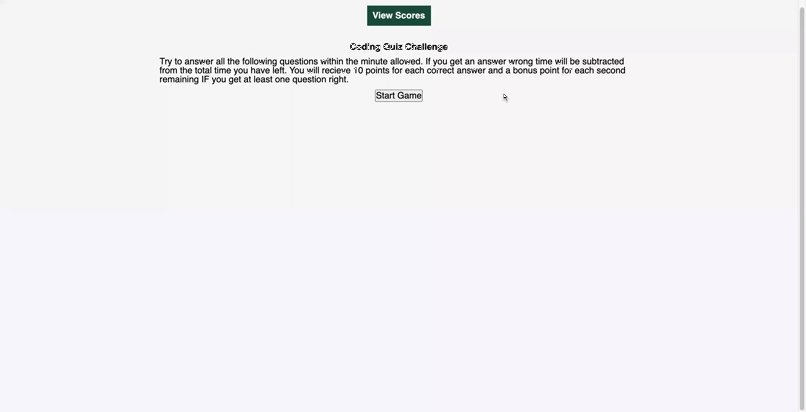 View Scores
Coding Quiz Challenge
Try to answer all the following questions within the minute allowed. If you get an answer wrong time will be subtracted
from the total time you have left. You will recieve 10 points for each correct answer and a bonus point for each second
remaining IF you get at least one question right.
Start Game